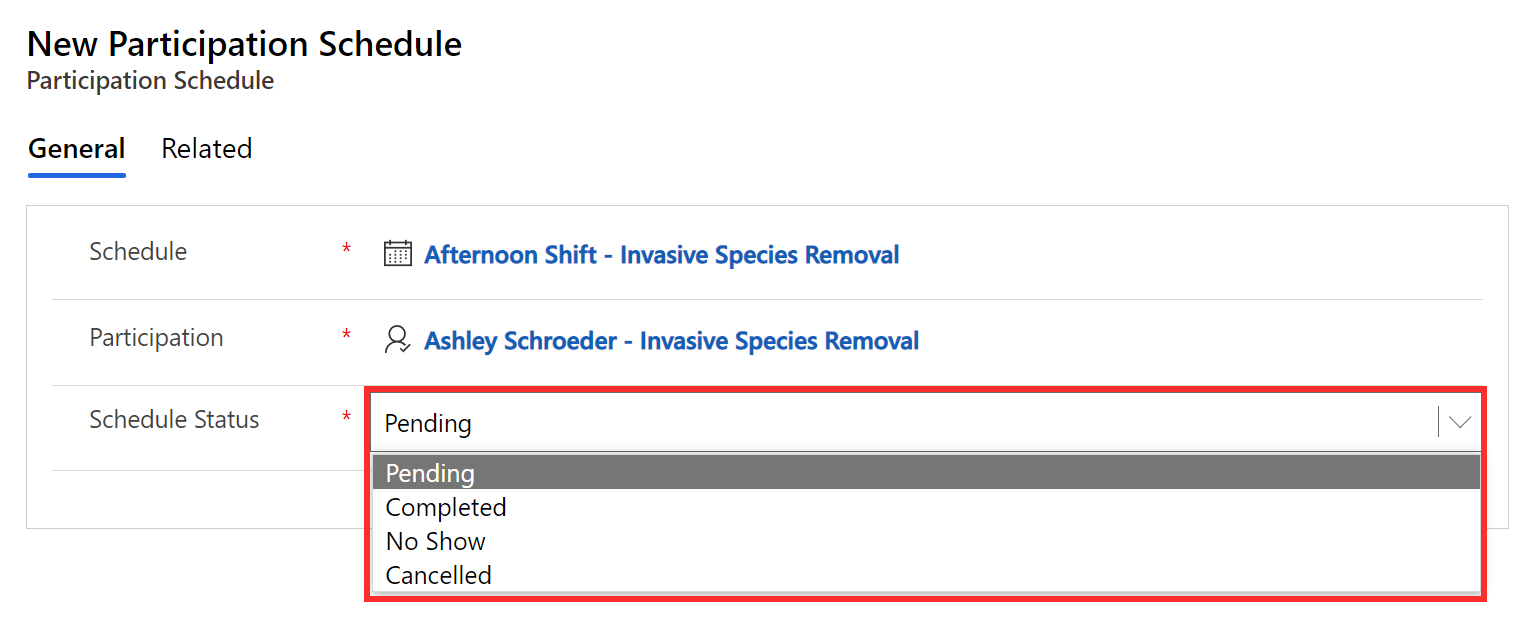 New Participation Schedule
Participation Schedule
General Related
Schedule * Afternoon Shift - Invasive Species Removal
Participation * Ashley Schroeder - Invasive Species Removal
Schedule Status * Pending
Pending
Completed
No Show
Cancelled